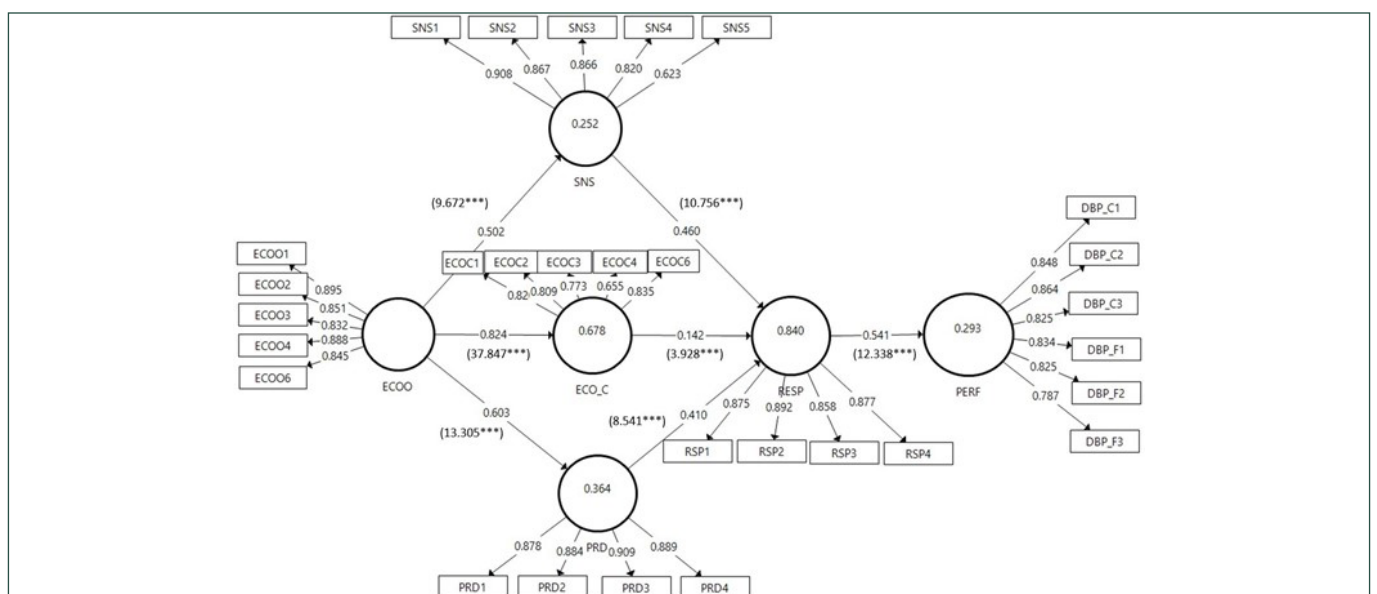 SNS1 SNS2 SNS3 SNS4 SNS5
0.908 0.867 0.866 0.820 0.623
0.252
SNS
(9.672***) (10.756***)
0.502 0.460
ECOO1
ECOO2
ECOO3
ECOO4
ECOO6
0.895
0.851
0.832
0.888
0.845
ECOO
ECOC1 ECOC2 ECOC3 ECOC4 ECOC6
0.809 0.773 0.655 0.835
0.824 0.678 0.142 0.840 0.541 0.293
(37.847***) (3.928***) (12.338***)
ECO_C RESP PERF
DBP_C1
DBP_C2
DBP_C3
DBP_F1
DBP_F2
DBP_F3
0.848
0.864
0.825
0.834
0.825
0.787
0.603 (8.541***) 0.410
(13.305***)
0.875 0.892 0.858 0.877
RSP1 RSP2 RSP3 RSP4
0.364
PRD
0.878 0.884 0.909 0.889
PRD1 PRD2 PRD3 PRD4